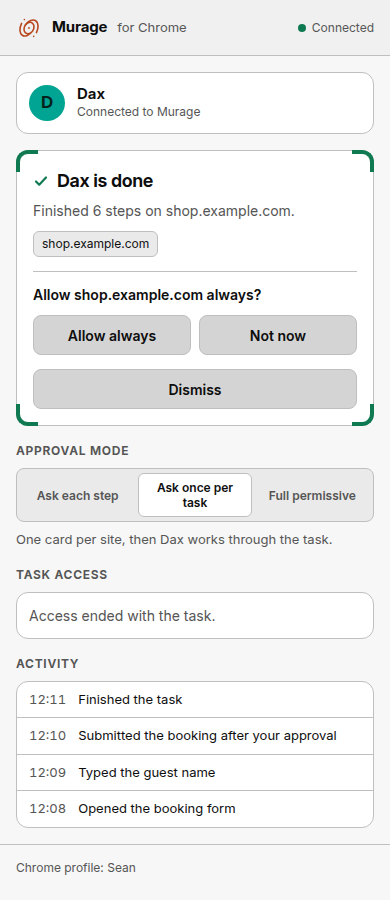 Murage for Chrome Connected
D
Dax
Connected to Murage
Dax is done
Finished 6 steps on shop.example.com.
shop.example.com
Allow shop.example.com always?
Allow always Not now
Dismiss
APPROVAL MODE
Ask each step Ask once per task Full permissive
One card per site, then Dax works through the task.
TASK ACCESS
Access ended with the task.
ACTIVITY
12:11 Finished the task
12:10 Submitted the booking after your approval
12:09 Typed the guest name
12:08 Opened the booking form
Chrome profile: Sean